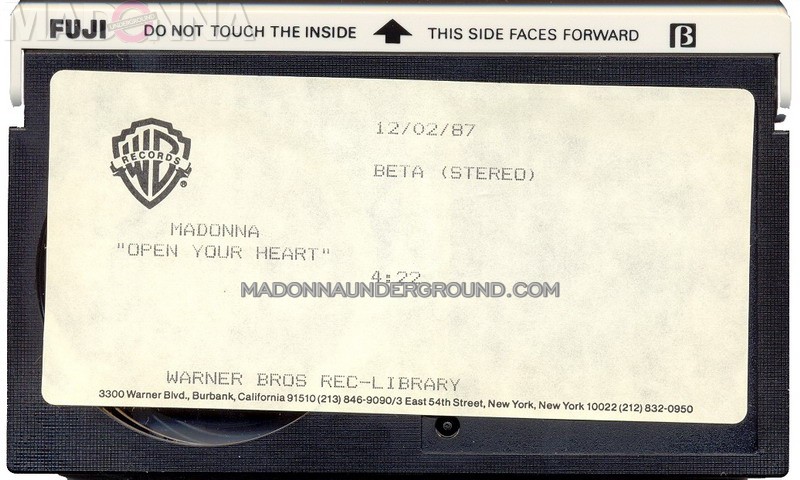 MADONNA
FUJI DO NOT TOUCH THE INSIDE THIS SIDE FACES FORWARD β
WB RECORDS ®
12/02/87
BETA (STEREO)
MADONNA
"OPEN YOUR HEART"
4:22
MADONNAUNDERGROUND.COM
WARNER BROS REC-LIBRARY
3300 Warner Blvd., Burbank, California 91510 (213) 846-9090/3 East 54th Street, New York, New York 10022 (212) 832-0950